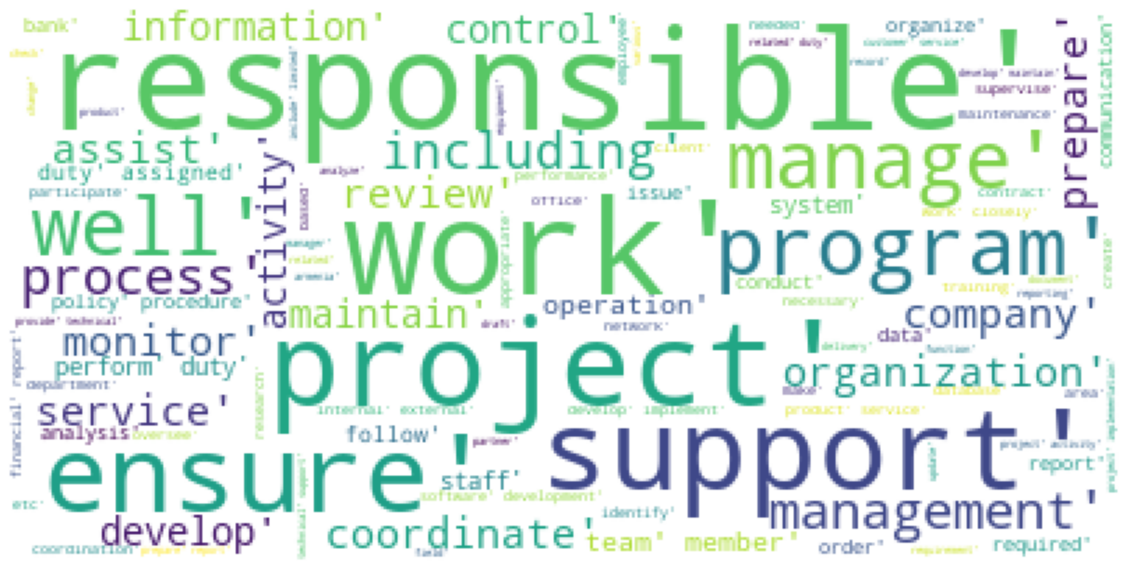 bank'
information'
control'
needed'
organize'
related' duty'
customer' service'
check'
employee'
various'
responsible'
record'
develop' maintain'
supervise'
maintenance'
change'
product'
include' limited'
equipment'
prepare'
communication'
assist'
including'
client'
manage'
duty' assigned'
activity'
analyze'
performance'
participate'
based'
review'
office'
issue'
contract'
system'
work' closely'
well'
work'
program'
manager'
related'
armenia'
appropriate'
process'
conduct'
training'
document'
reporting'
create'
policy' procedure'
operation'
necessary'
company'
provide' technical'
maintain'
draft'
network'
data'
monitor'
project'
delivery'
function'
perform' duty'
organization'
financial' report'
department'
research'
make'
database'
area'
implementation'
service'
internal' external'
develop' implement'
product' service'
analysis'
oversee'
follow'
partner'
support'
project' activity'
ensure'
staff'
update'
report'
project'
technical' support'
software' development'
etc'
identify'
management'
develop'
coordinate'
team' member'
order'
required'
coordination'
prepare' report'
field'
requirement'